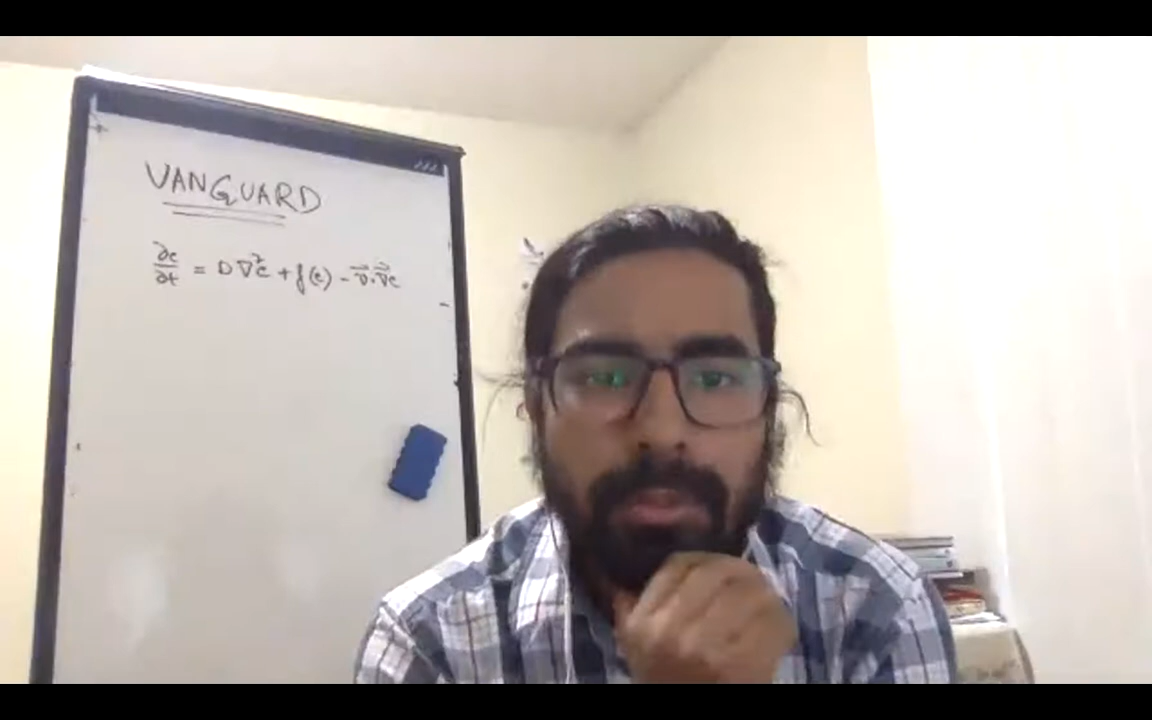 VANGUARD
∂c/∂t = D∇²c + f(c) - v⃗.∇⃗c